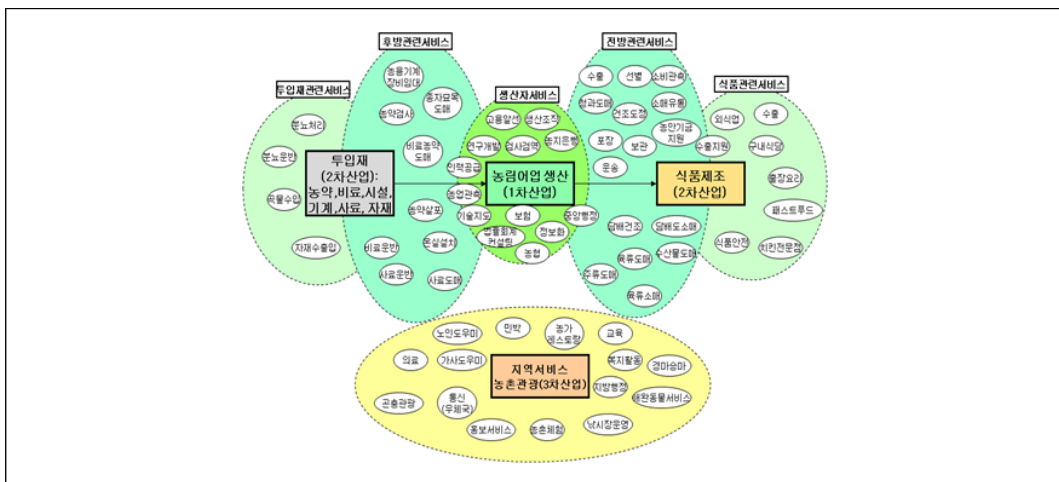 후방관련서비스
전방관련서비스
투입재관련서비스
생산자서비스
식품관련서비스
분뇨처리
분뇨운반
곡물수입
자재수출입
농용기계
장비임대
종자묘목
도매
농약검사
비료농약
도매
농약살포
비료운반
온실설치
사료운반
사료도매
투입재
(2차산업):
농약,비료,시설,
기계,사료, 자재
고용알선
생산조직
연구개발
검사검역
농지은행
인력공급
농업관측
기술지도
보험
중앙행정
법률회계
컨설팅
정보화
농협
농림어업 생산
(1차산업)
수출
선별
소비관측
청과도매
건조도정
소매유통
포장
보관
농안기금
지원
수출지원
운송
담배건조
담배도소매
육류도매
수산물도매
주류도매
육류소매
식품제조
(2차산업)
외식업
수출
구내식당
출장요리
패스트푸드
식품안전
치킨전문점
노인도우미
민박
농가
레스토랑
교육
의료
가사도우미
복지활동
경마승마
지역서비스
농촌관광(3차산업)
지방행정
애완동물서비스
곤충관광
통신
(우체국)
홍보서비스
농촌체험
낚시장운영